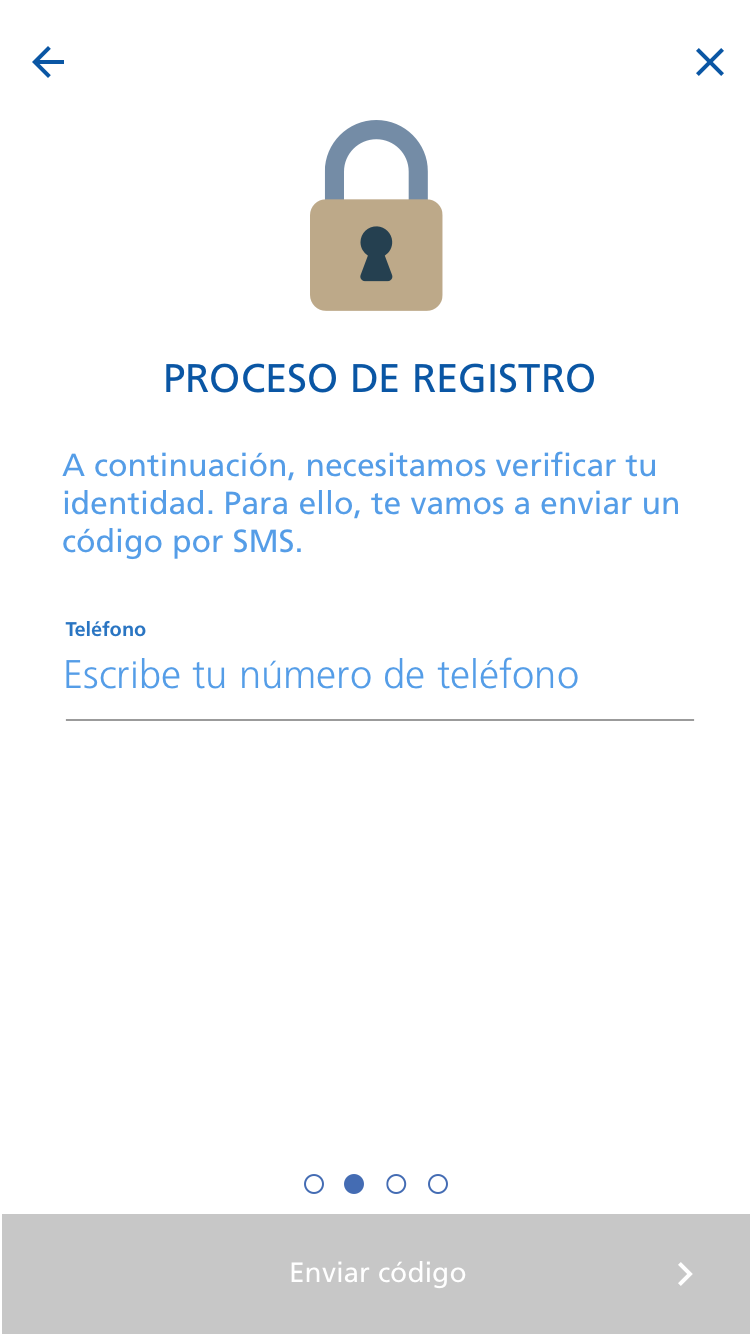 PROCESO DE REGISTRO
A continuación, necesitamos verificar tu
identidad. Para ello, te vamos a enviar un
código por SMS.
Teléfono
Escribe tu número de teléfono
Enviar código